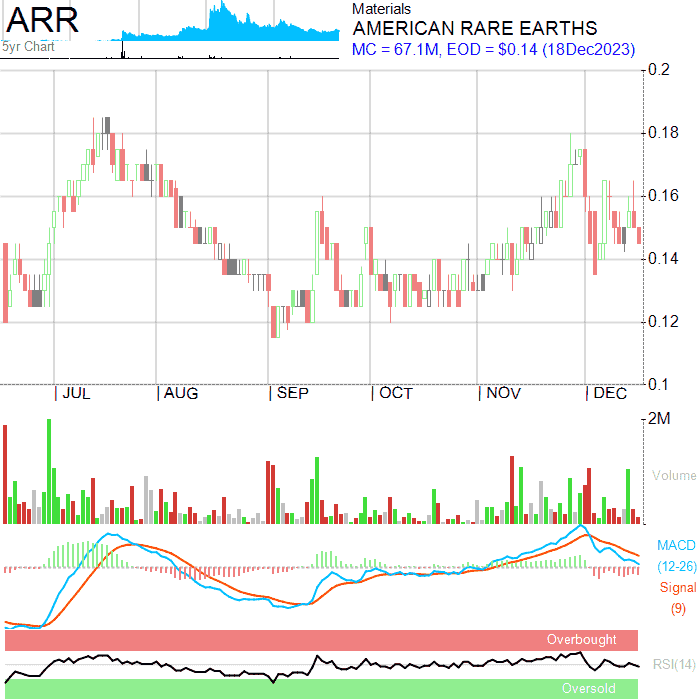 ARR
5yr Chart
Materials
AMERICAN RARE EARTHS
MC = 67.1M, EOD = $0.14 (18Dec2023)
0.2
0.18
0.16
0.14
0.12
0.1
JUL AUG SEP OCT NOV DEC
2M
Volume
MACD
(12-26)
Signal
(9)
Overbought
RSI(14)
Oversold